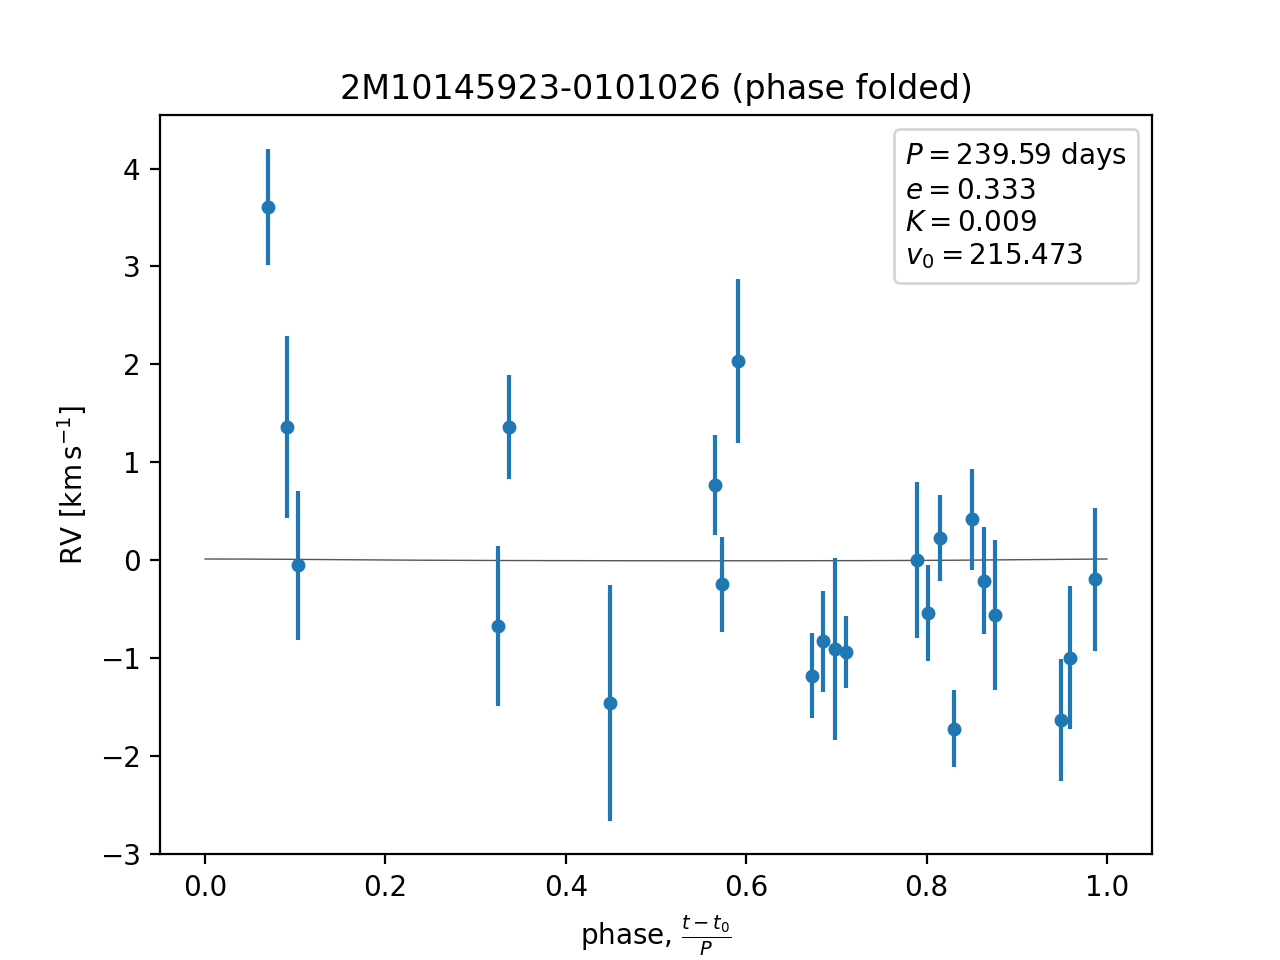 2M10145923-0101026 (phase folded)
P = 239.59 days
e = 0.333
K = 0.009
v₀ = 215.473
4
3
2
1
0
−1
−2
−3
RV [km s⁻¹]
0.0 0.2 0.4 0.6 0.8 1.0
phase, (t − t₀)/P